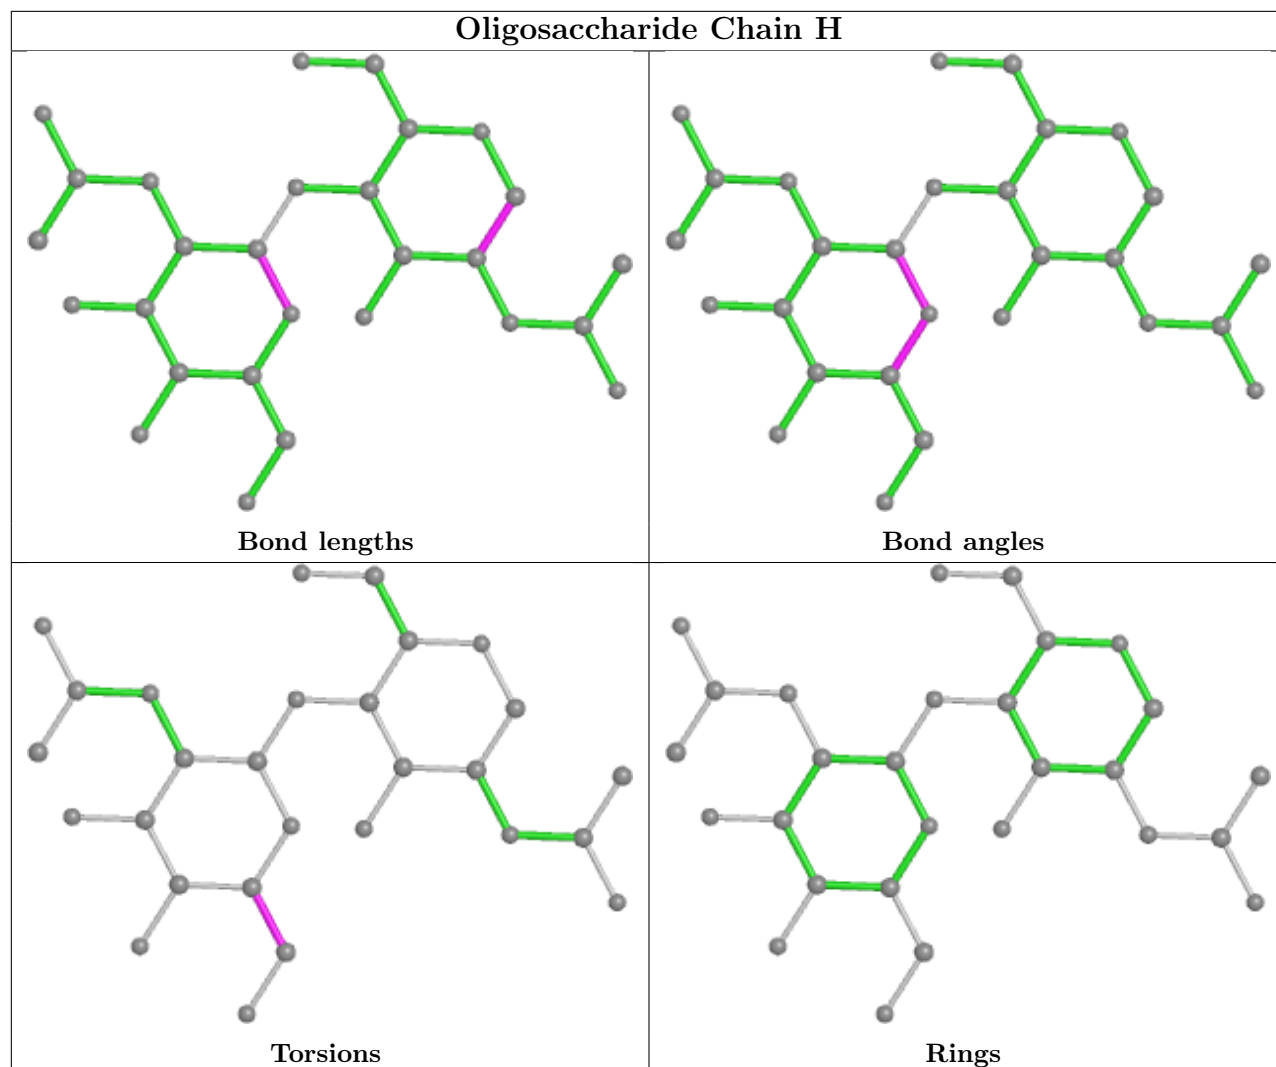 Oligosaccharide Chain H
Bond lengths
Bond angles
Torsions
Rings